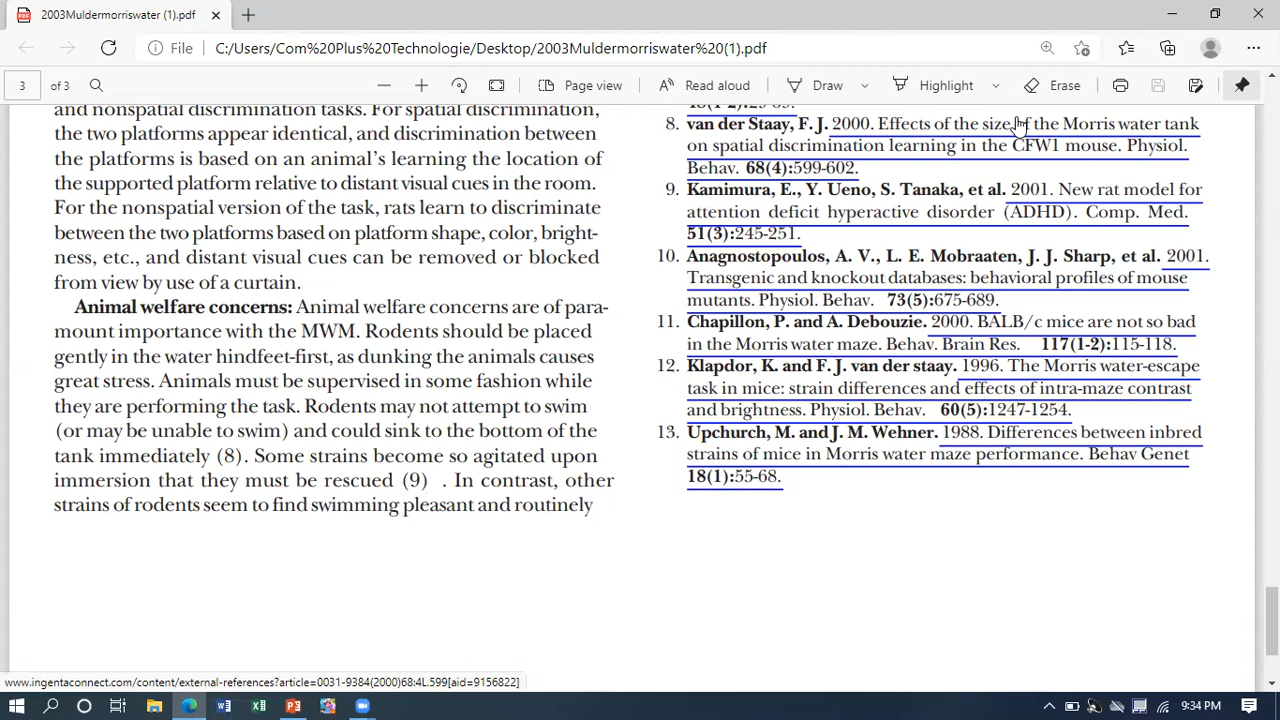 2003Muldermorriswater (1).pdf
File
C:/Users/Com%20Plus%20Technologie/Desktop/2003Muldermorriswater%20(1).pdf
3 of 3
Page view
Read aloud
Draw
Highlight
Erase
and nonspatial discrimination tasks. For spatial discrimination,
the two platforms appear identical, and discrimination between
the platforms is based on an animal's learning the location of
the supported platform relative to distant visual cues in the room.
For the nonspatial version of the task, rats learn to discriminate
between the two platforms based on platform shape, color, bright-
ness, etc., and distant visual cues can be removed or blocked
from view by use of a curtain.
Animal welfare concerns: Animal welfare concerns are of para-
mount importance with the MWM. Rodents should be placed
gently in the water hindfeet-first, as dunking the animals causes
great stress. Animals must be supervised in some fashion while
they are performing the task. Rodents may not attempt to swim
(or may be unable to swim) and could sink to the bottom of the
tank immediately (8). Some strains become so agitated upon
immersion that they must be rescued (9) . In contrast, other
strains of rodents seem to find swimming pleasant and routinely
8. van der Staay, F. J. 2000. Effects of the size of the Morris water tank
on spatial discrimination learning in the CFW1 mouse. Physiol.
Behav. 68(4):599-602.
9. Kamimura, E., Y. Ueno, S. Tanaka, et al. 2001. New rat model for
attention deficit hyperactive disorder (ADHD). Comp. Med.
51(3):245-251.
10. Anagnostopoulos, A. V., L. E. Mobraaten, J. J. Sharp, et al. 2001.
Transgenic and knockout databases: behavioral profiles of mouse
mutants. Physiol. Behav. 73(5):675-689.
11. Chapillon, P. and A. Debouzie. 2000. BALB/c mice are not so bad
in the Morris water maze. Behav. Brain Res. 117(1-2):115-118.
12. Klapdor, K. and F. J. van der staay. 1996. The Morris water-escape
task in mice: strain differences and effects of intra-maze contrast
and brightness. Physiol. Behav. 60(5):1247-1254.
13. Upchurch, M. and J. M. Wehner. 1988. Differences between inbred
strains of mice in Morris water maze performance. Behav Genet
18(1):55-68.
www.ingentaconnect.com/content/external-references?article=0031-9384(2000)68:4L.599[aid=9156822]
9:34 PM